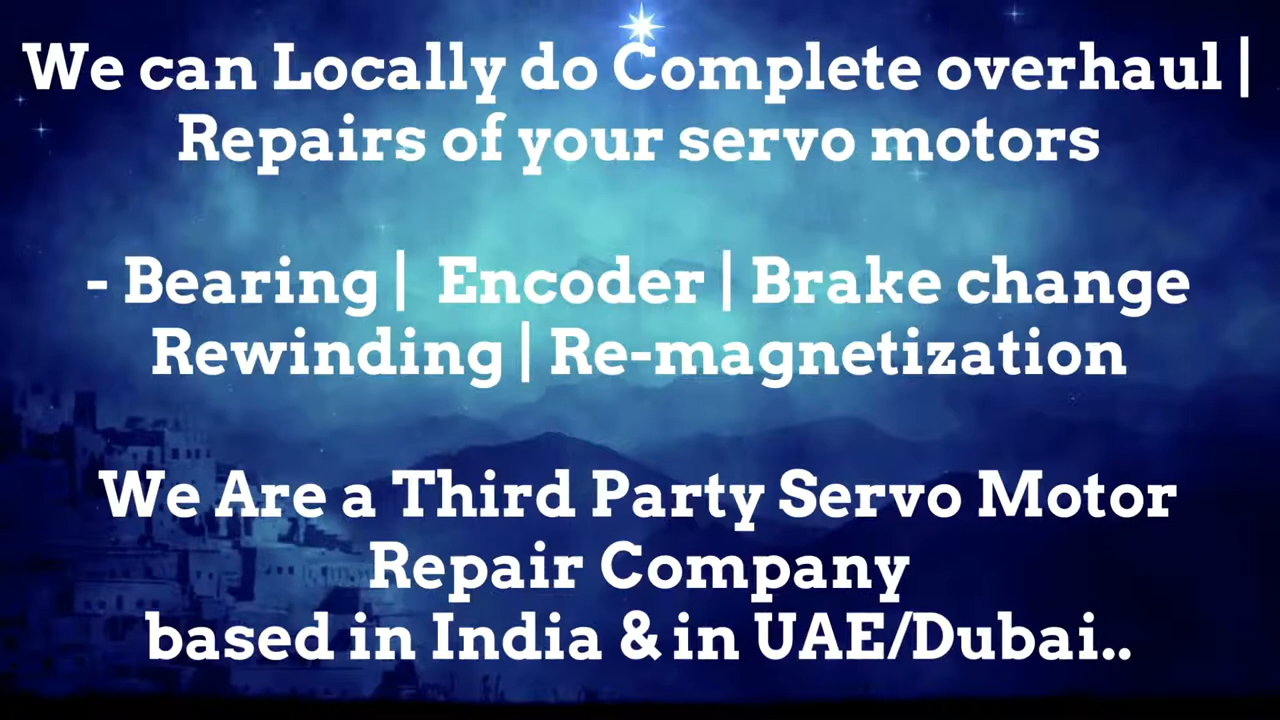 We can Locally do Complete overhaul |
Repairs of your servo motors
- Bearing | Encoder | Brake change
Rewinding | Re-magnetization
We Are a Third Party Servo Motor
Repair Company
based in India & in UAE/Dubai..